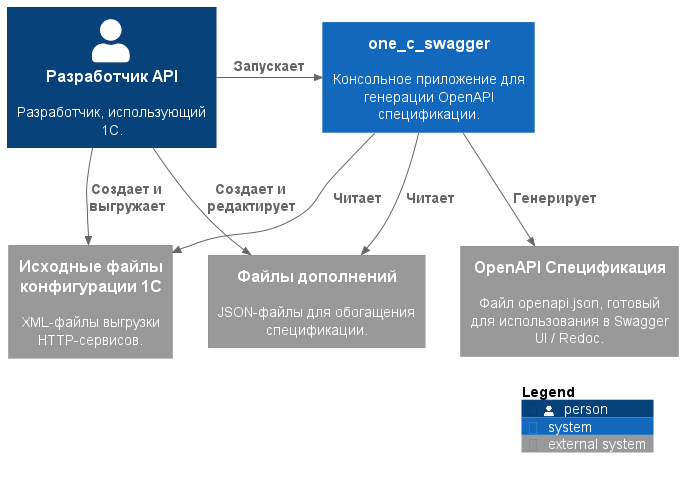 Разработчик API
Разработчик, использующий
1С.
Запускает
one_c_swagger
Консольное приложение для
генерации OpenAPI
спецификации.
Создает и
выгружает
Создает и
редактирует
Читает
Читает
Генерирует
Исходные файлы
конфигурации 1С
XML-файлы выгрузки
HTTP-сервисов.
Файлы дополнений
JSON-файлы для обогащения
спецификации.
OpenAPI Спецификация
Файл openapi.json, готовый
для использования в Swagger
UI / Redoc.
Legend
person
system
external system